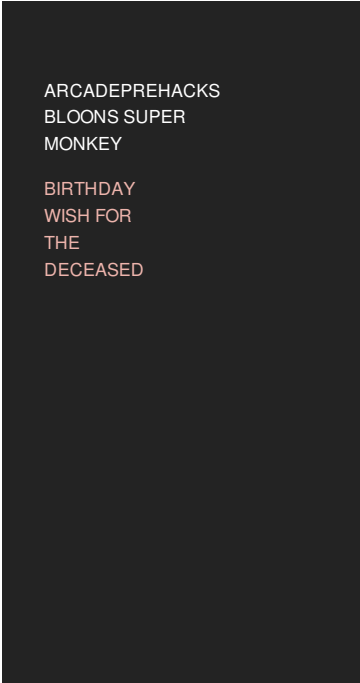 ARCADEPREHACKS
BLOONS SUPER
MONKEY
BIRTHDAY
WISH FOR
THE
DECEASED